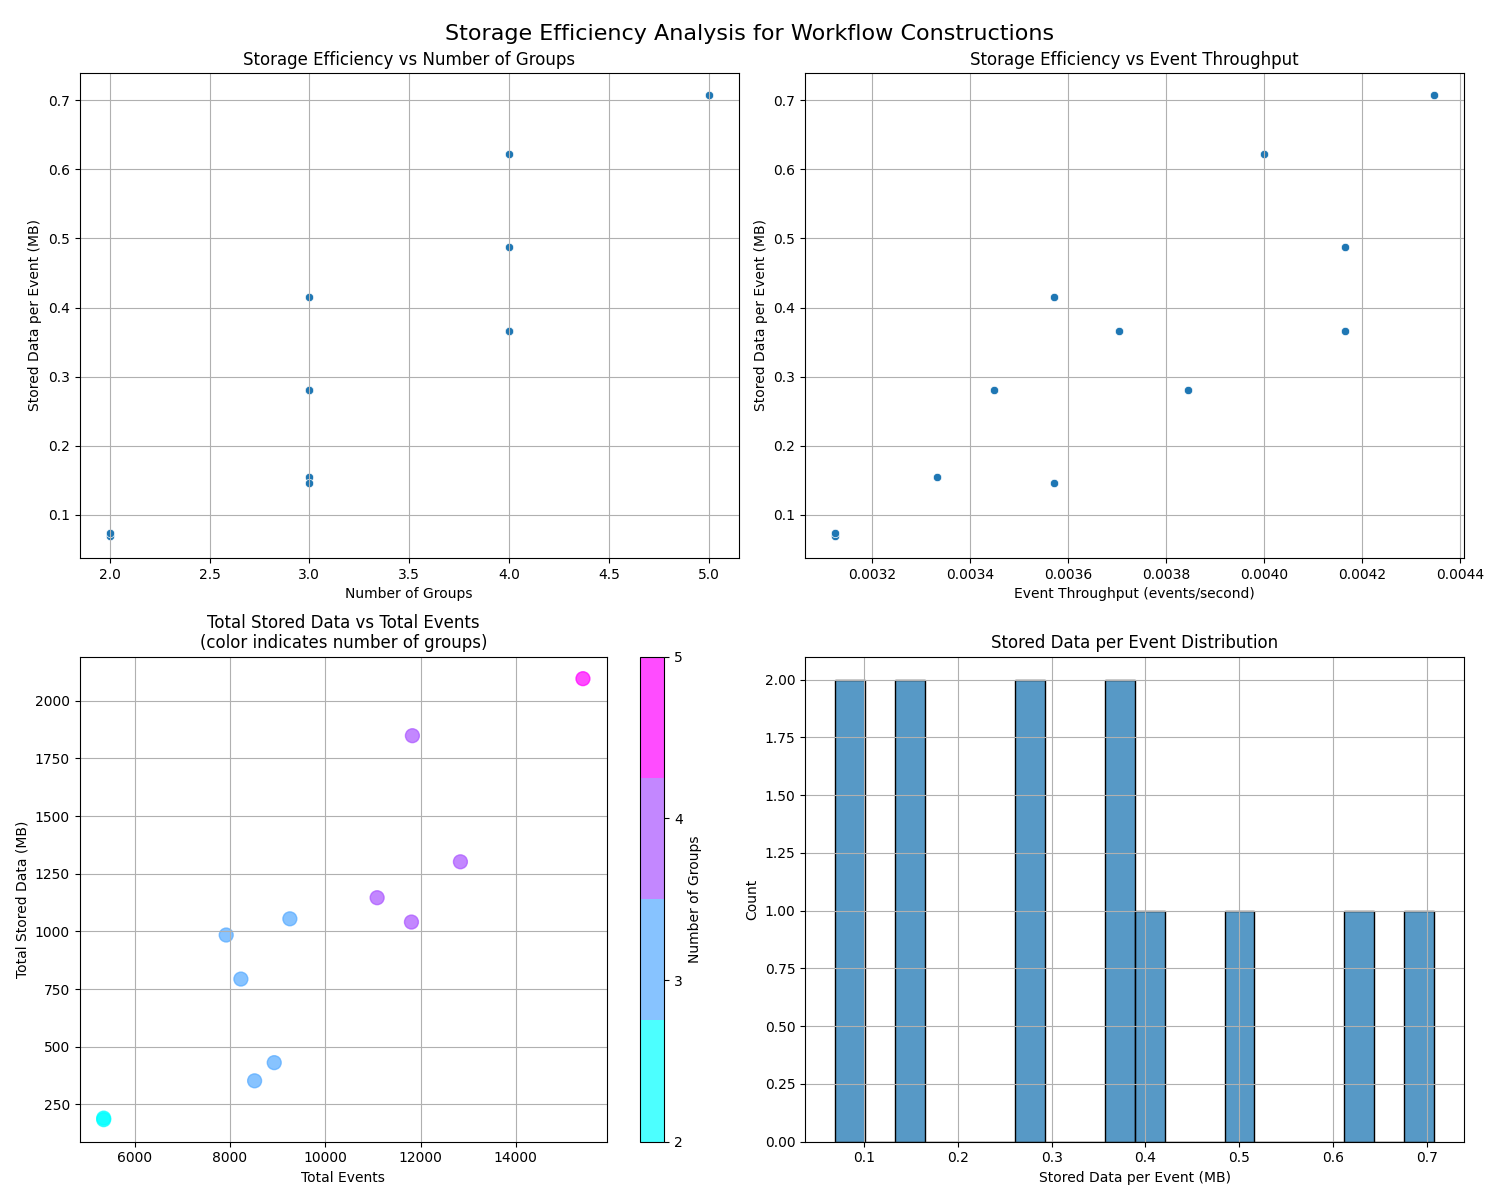 Storage Efficiency Analysis for Workflow Constructions
Storage Efficiency vs Number of Groups
0.7
0.6
0.5
0.4
0.3
0.2
0.1
Stored Data per Event (MB)
2.0 2.5 3.0 3.5 4.0 4.5 5.0
Number of Groups
Storage Efficiency vs Event Throughput
0.7
0.6
0.5
0.4
0.3
0.2
0.1
Stored Data per Event (MB)
0.0032 0.0034 0.0036 0.0038 0.0040 0.0042 0.0044
Event Throughput (events/second)
Total Stored Data vs Total Events
(color indicates number of groups)
2000
1750
1500
1250
1000
750
500
250
Total Stored Data (MB)
6000 8000 10000 12000 14000
Total Events
5
4
3
2
Number of Groups
Stored Data per Event Distribution
2.00
1.75
1.50
1.25
1.00
0.75
0.50
0.25
0.00
Count
0.1 0.2 0.3 0.4 0.5 0.6 0.7
Stored Data per Event (MB)